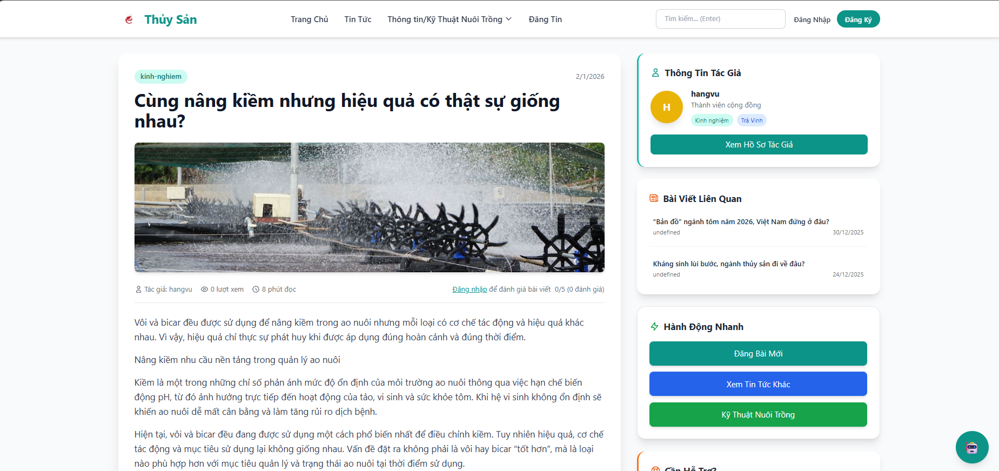 Thủy Sản
Trang Chủ
Tin Tức
Thông tin/Kỹ Thuật Nuôi Trồng
Đăng Tin
Tìm kiếm... (Enter)
Đăng Nhập
Đăng Ký
kinh-nghiem
2/1/2026
Cùng nâng kiềm nhưng hiệu quả có thật sự giống
nhau?
Tác giả: hangvu
0 lượt xem
8 phút đọc
Đăng nhập để đánh giá bài viết 0/5 (0 đánh giá)
Vôi và bicar đều được sử dụng để nâng kiềm trong ao nuôi nhưng mỗi loại có cơ chế tác động và hiệu quả khác
nhau. Vì vậy, hiệu quả chỉ thực sự phát huy khi được áp dụng đúng hoàn cảnh và đúng thời điểm.
Nâng kiềm nhu cầu nền tảng trong quản lý ao nuôi
Kiềm là một trong những chỉ số phản ánh mức độ ổn định của môi trường ao nuôi thông qua việc hạn chế biến
động pH, từ đó ảnh hưởng trực tiếp đến hoạt động của tảo, vi sinh và sức khỏe tôm. Khi hệ vi sinh không ổn định sẽ
khiến ao nuôi dễ mất cân bằng và làm tăng rủi ro dịch bệnh.
Hiện tại, vôi và bicar đều đang được sử dụng một cách phổ biến nhất để điều chỉnh kiềm. Tuy nhiên hiệu quả, cơ chế
tác động và mục tiêu sử dụng lại không giống nhau. Vấn đề đặt ra không phải là vôi hay bicar “tốt hơn”, mà là loại
nào phù hợp hơn với mục tiêu quản lý và trạng thái ao nuôi tại thời điểm sử dụng.
Thông Tin Tác Giả
H
hangvu
Thành viên cộng đồng
Kinh nghiệm
Trà Vinh
Xem Hồ Sơ Tác Giả
Bài Viết Liên Quan
“Bản đồ” ngành tôm năm 2026, Việt Nam đứng ở đâu?
undefined
30/12/2025
Kháng sinh lùi bước, ngành thủy sản đi về đâu?
undefined
24/12/2025
Hành Động Nhanh
Đăng Bài Mới
Xem Tin Tức Khác
Kỹ Thuật Nuôi Trồng
Cần Hỗ Trợ?